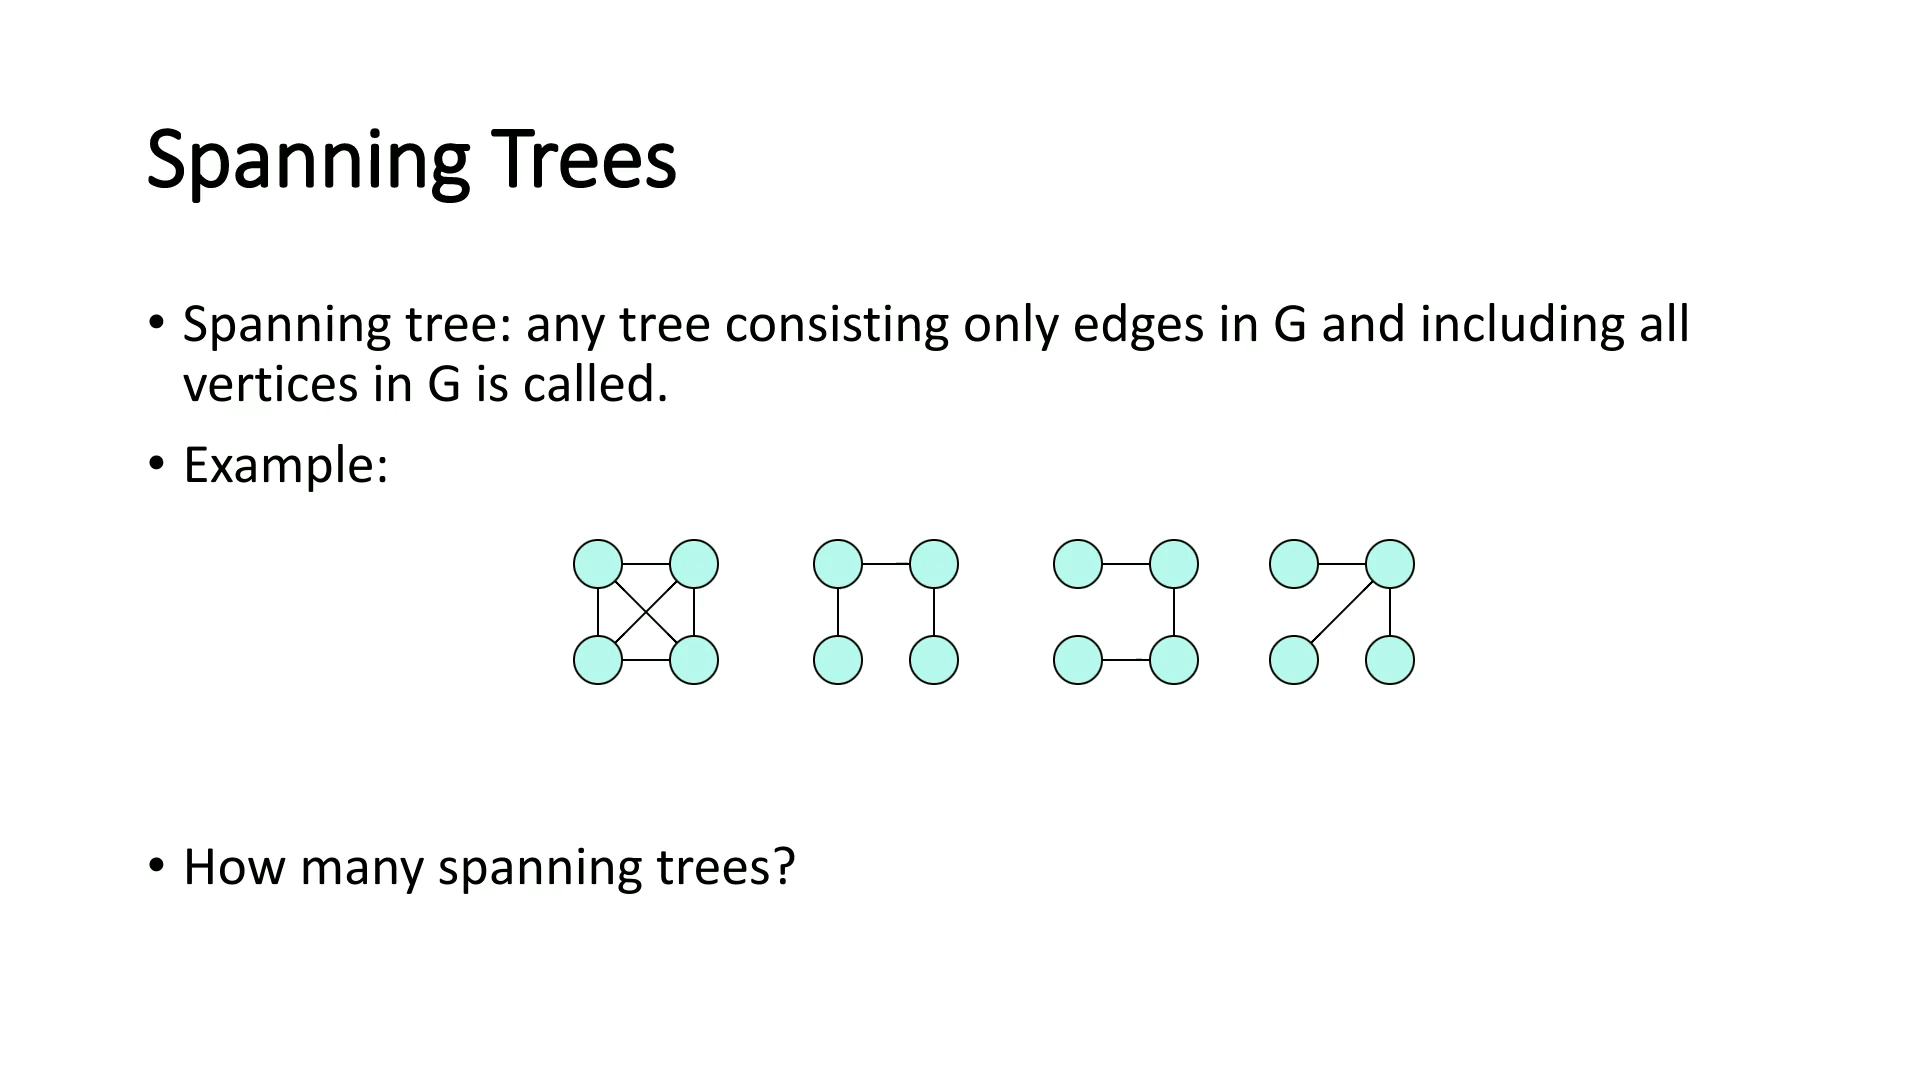 Spanning Trees
• Spanning tree: any tree consisting only edges in G and including all
vertices in G is called.
• Example:
• How many spanning trees?